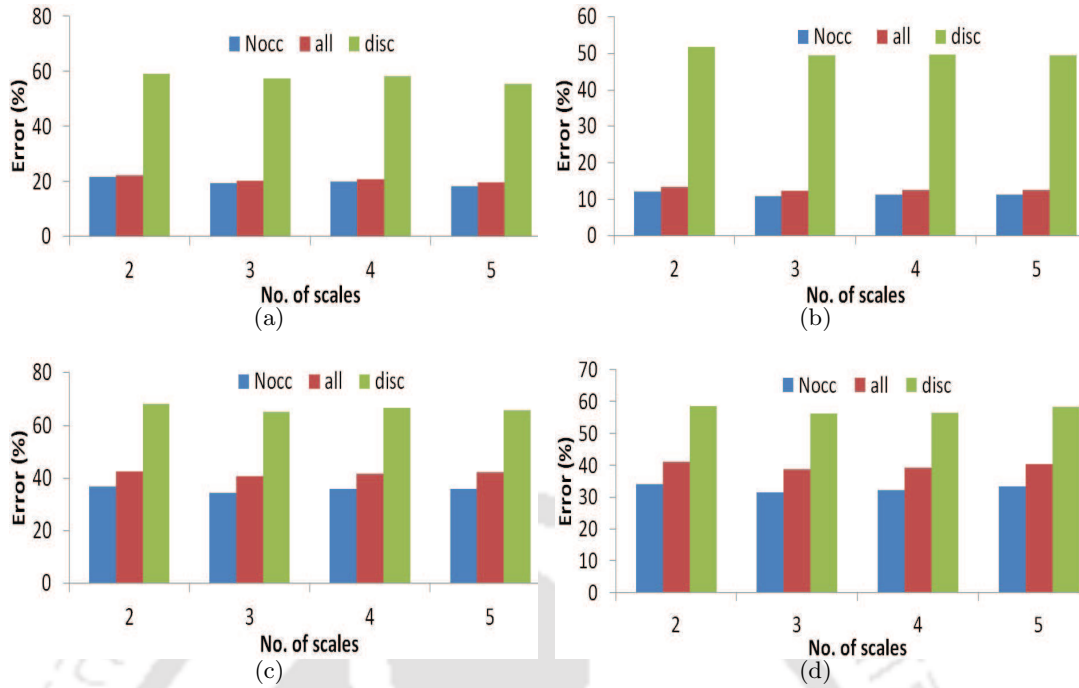 80
60
40
20
0
Error (%)
Nocc all disc
2 3 4 5
No. of scales
(a)
60
50
40
30
20
10
0
Error (%)
Nocc all disc
2 3 4 5
No. of scales
(b)
80
60
40
20
0
Error (%)
Nocc all disc
2 3 4 5
No. of scales
(c)
70
60
50
40
30
20
10
0
Error (%)
Nocc all disc
2 3 4 5
No. of scales
(d)